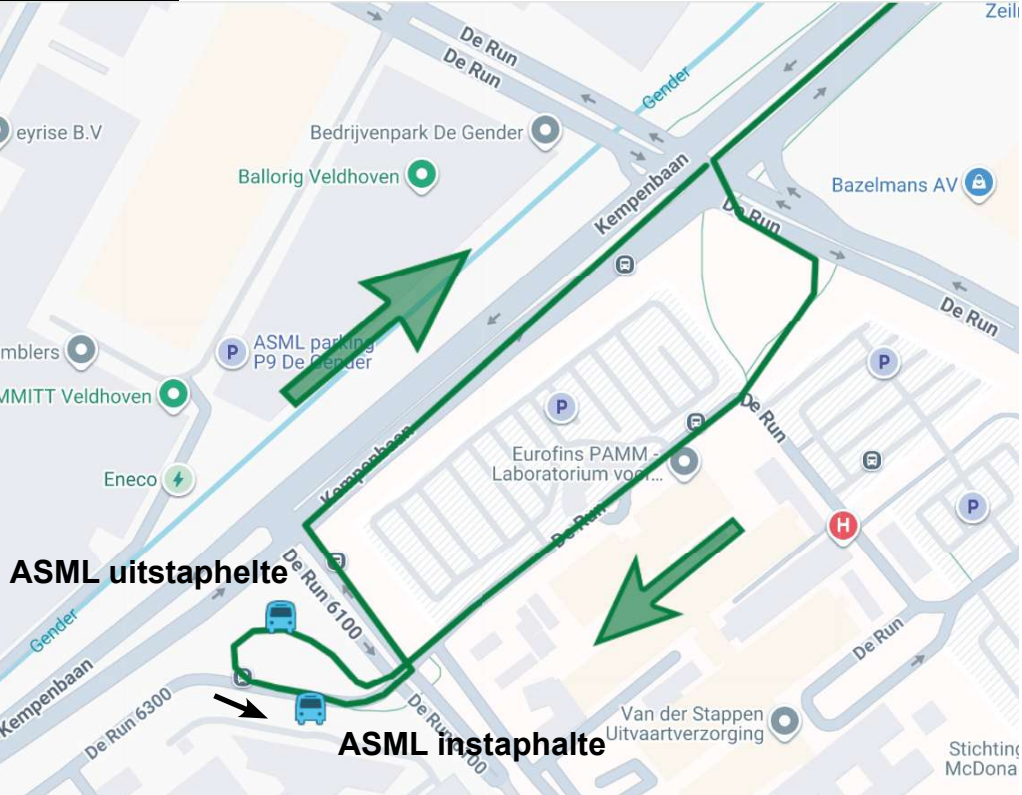 Zeil
De Run
De Run
Gender
eyrise B.V
Bedrijvenpark De Gender
Ballorig Veldhoven
Kempenbaan
Bazelmans AV
De Run
De Run
ASML parking
P9 De Gender
P
mblers
MMITT Veldhoven
P
P
De Run
Kempenbaan
Eurofins PAMM -
Laboratorium voor...
Eneco
P
De Run
H
ASML uitstaphelte
De Run 6100
Gender
De Run
Kempenbaan
De Run 6300
De Run 6100
Van der Stappen
Uitvaartverzorging
ASML instaphalte
Stichting
McDona